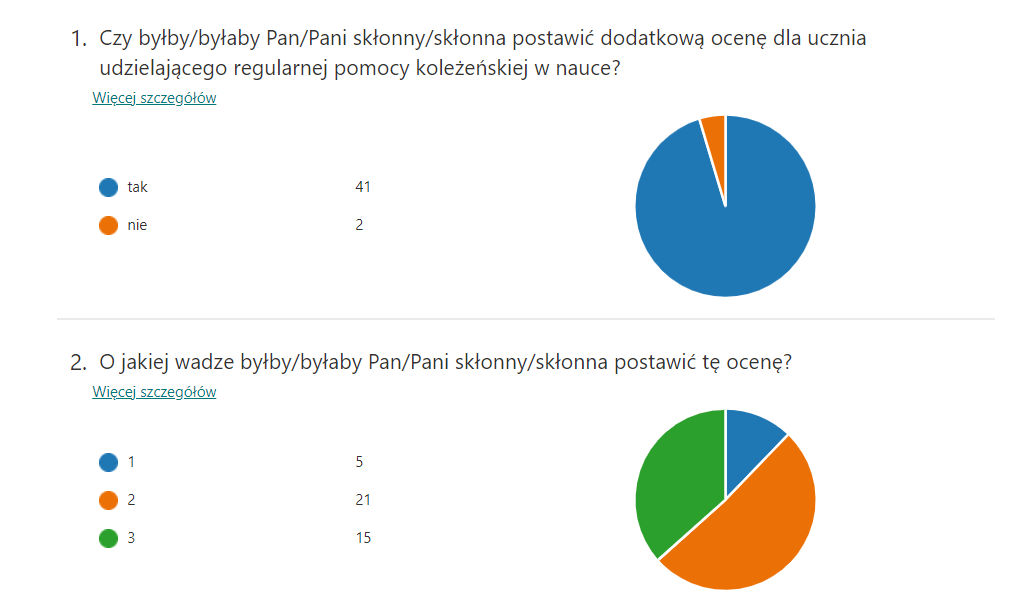 1. Czy byłby/byłaby Pan/Pani skłonny/skłonna postawić dodatkową ocenę dla ucznia
udzielającego regularnej pomocy koleżeńskiej w nauce?
Więcej szczegółów
tak 41
nie 2
2. O jakiej wadze byłby/byłaby Pan/Pani skłonny/skłonna postawić tę ocenę?
Więcej szczegółów
1 5
2 21
3 15